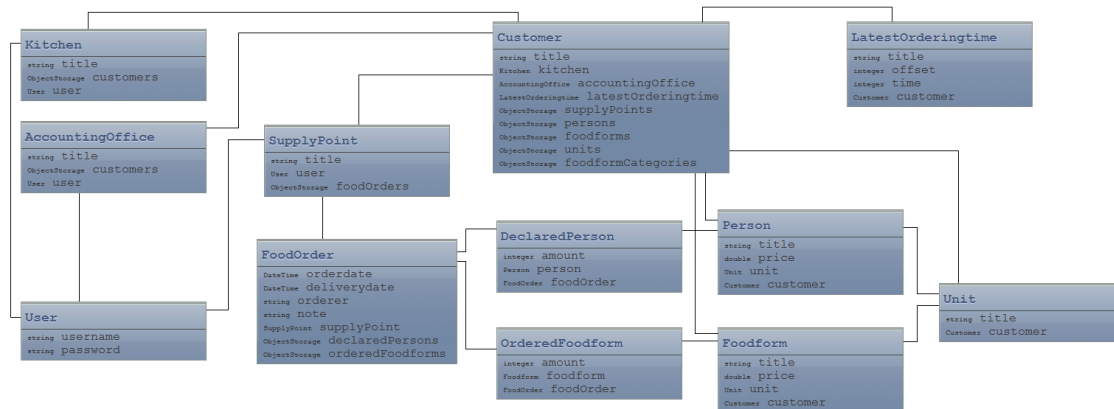 Kitchen
string title
ObjectStorage customers
User user
Customer
string title
Kitchen kitchen
AccountingOffice accountingOffice
LatestOrderingtime latestOrderingtime
ObjectStorage supplyPoints
ObjectStorage persons
ObjectStorage foodforms
ObjectStorage units
ObjectStorage foodformCategories
LatestOrderingtime
string title
integer offset
integer time
Customer customer
AccountingOffice
string title
ObjectStorage customers
User user
SupplyPoint
string title
User user
ObjectStorage foodOrders
FoodOrder
DateTime orderdate
DateTime deliverydate
string orderer
string note
SupplyPoint supplyPoint
ObjectStorage declaredPersons
ObjectStorage orderedFoodforms
DeclaredPerson
integer amount
Person person
FoodOrder foodOrder
Person
string title
double price
Unit unit
Customer customer
Unit
string title
Customer customer
User
string username
string password
OrderedFoodform
integer amount
Foodform foodform
FoodOrder foodOrder
Foodform
string title
double price
Unit unit
Customer customer